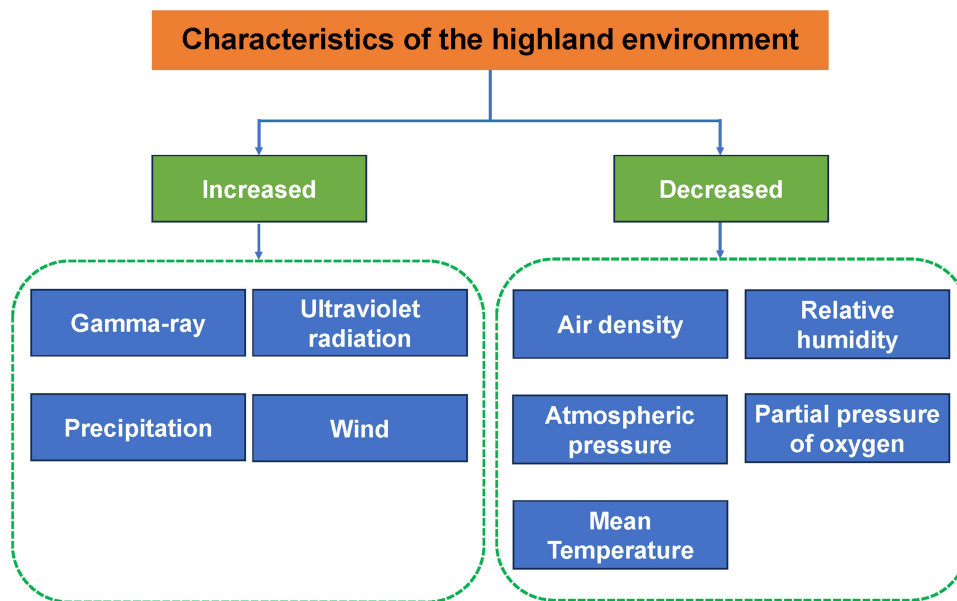 Characteristics of the highland environment
Increased
Decreased
Gamma-ray
Ultraviolet
radiation
Precipitation
Wind
Air density
Relative
humidity
Atmospheric
pressure
Partial pressure
of oxygen
Mean
Temperature